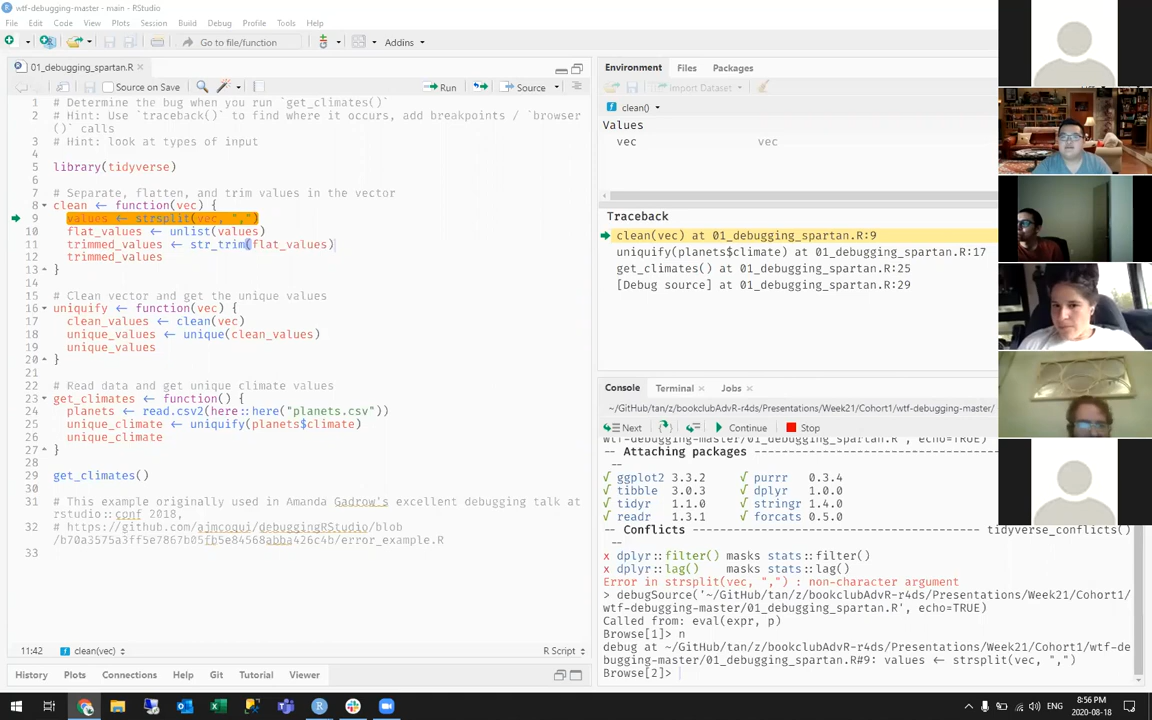 wtf-debugging-master - main - RStudio
File Edit Code View Plots Session Build Debug Profile Tools Help
Go to file/function Addins
01_debugging_spartan.R
Source on Save Run Source
1 # Determine the bug when you run `get_climates()`
2 # Hint: Use `traceback()` to find where it occurs, add breakpoints / `browser
()` calls
3 # Hint: look at types of input
4
5 library(tidyverse)
6
7 # Separate, flatten, and trim values in the vector
8 clean ← function(vec) {
9 values ← strsplit(vec, ",")
10 flat_values ← unlist(values)
11 trimmed_values ← str_trim(flat_values)
12 trimmed_values
13 }
14
15 # Clean vector and get the unique values
16 uniquify ← function(vec) {
17 clean_values ← clean(vec)
18 unique_values ← unique(clean_values)
19 unique_values
20 }
21
22 # Read data and get unique climate values
23 get_climates ← function() {
24 planets ← read.csv2(here::here("planets.csv"))
25 unique_climate ← uniquify(planets$climate)
26 unique_climate
27 }
28
29 get_climates()
30
31 # This example originally used in Amanda Gadrow's excellent debugging talk at
rstudio::conf 2018,
32 # https://github.com/ajmcoqui/debuggingRStudio/blob
/b70a3575a3ff5e7867b05fb5e84568abba426c4b/error_example.R
33
11:42 clean(vec) R Script
History Plots Connections Git Tutorial Viewer
Environment Files Packages
Import Dataset
clean()
Values
vec vec
Traceback
clean(vec) at 01_debugging_spartan.R:9
uniquify(planets$climate) at 01_debugging_spartan.R:17
get_climates() at 01_debugging_spartan.R:25
[Debug source] at 01_debugging_spartan.R:29
Console Terminal Jobs
~/GitHub/tan/z/bookclubAdvR-r4ds/Presentations/Week21/Cohort1/wtf-debugging-master/
Next Continue Stop
wtf-debugging-master/01_debugging_spartan.R', echo=TRUE)
-- Attaching packages
--
√ ggplot2 3.3.2 √ purrr 0.3.4
√ tibble 3.0.3 √ dplyr 1.0.0
√ tidyr 1.1.0 √ stringr 1.4.0
√ readr 1.3.1 √ forcats 0.5.0
-- Conflicts ---------------------------------- tidyverse_conflicts()
--
x dplyr::filter() masks stats::filter()
x dplyr::lag() masks stats::lag()
Error in strsplit(vec, ",") : non-character argument
> debugSource('~/GitHub/tan/z/bookclubAdvR-r4ds/Presentations/Week21/Cohort1/
wtf-debugging-master/01_debugging_spartan.R', echo=TRUE)
Called from: eval(expr, p)
Browse[1]> n
debug at ~/GitHub/tan/z/bookclubAdvR-r4ds/Presentations/Week21/Cohort1/wtf-de
bugging-master/01_debugging_spartan.R#9: values ← strsplit(vec, ",")
Browse[2]>
ENG
8:56 PM
2020-08-18